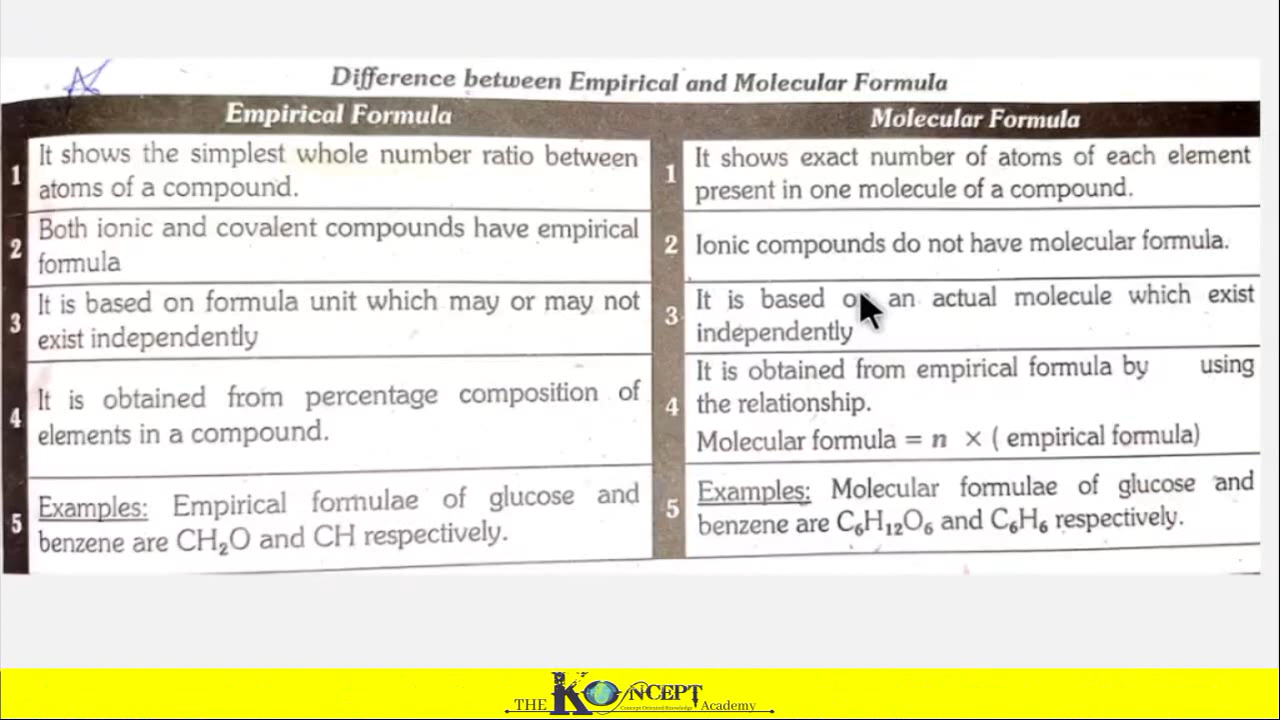 Difference between Empirical and Molecular Formula
Empirical Formula
Molecular Formula
1
It shows the simplest whole number ratio between
atoms of a compound.
1
It shows exact number of atoms of each element
present in one molecule of a compound.
2
Both ionic and covalent compounds have empirical
formula
2
Ionic compounds do not have molecular formula.
3
It is based on formula unit which may or may not
exist independently
3
It is based an actual molecule which exist
independently
4
It is obtained from percentage composition of
elements in a compound.
4
It is obtained from empirical formula by using
the relationship.
Molecular formula = n × ( empirical formula)
5
Examples: Empirical formulae of glucose and
benzene are CH₂O and CH respectively.
5
Examples: Molecular formulae of glucose and
benzene are C₆H₁₂O₆ and C₆H₆ respectively.
THE KONCEPT Academy
Concept Oriented Knowledge